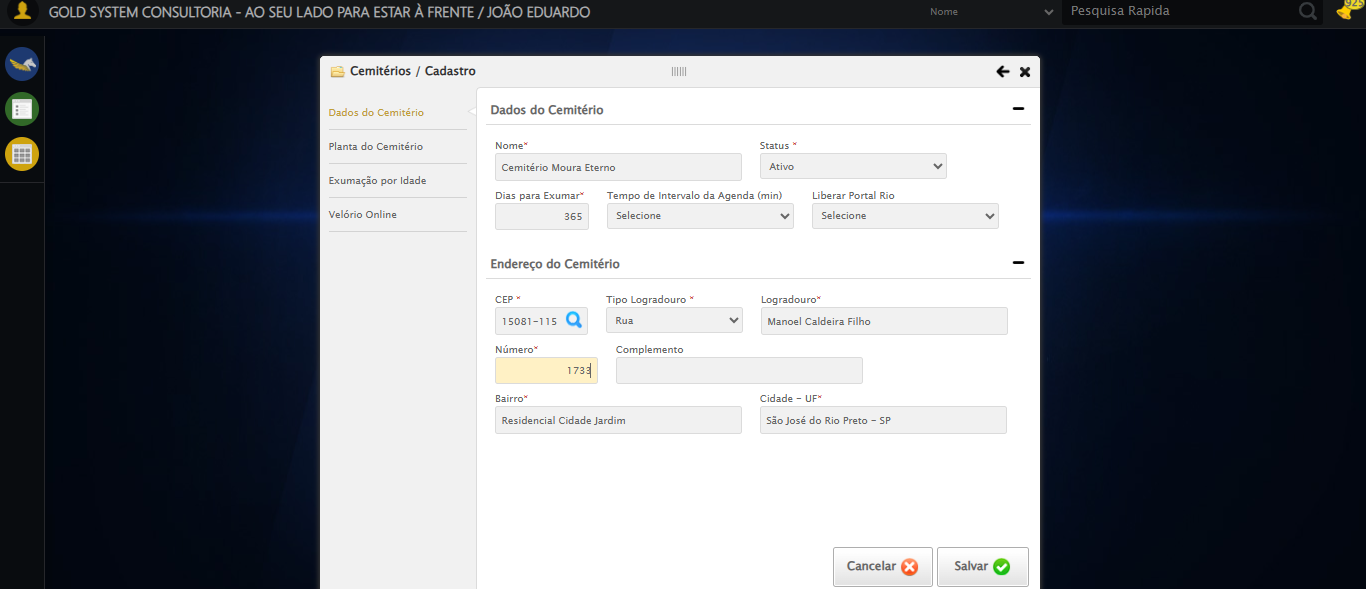 GOLD SYSTEM CONSULTORIA - AO SEU LADO PARA ESTAR À FRENTE / JOÃO EDUARDO
Nome
Pesquisa Rapida
925
Cemitérios / Cadastro
Dados do Cemitério
Planta do Cemitério
Exumação por Idade
Velório Online
Dados do Cemitério
Nome* Status *
Cemitério Moura Eterno Ativo
Dias para Exumar* Tempo de Intervalo da Agenda (min) Liberar Portal Rio
365 Selecione Selecione
Endereço do Cemitério
CEP * Tipo Logradouro * Logradouro*
15081-115 Rua Manoel Caldeira Filho
Número* Complemento
1733
Bairro* Cidade - UF*
Residencial Cidade Jardim São José do Rio Preto - SP
Cancelar Salvar